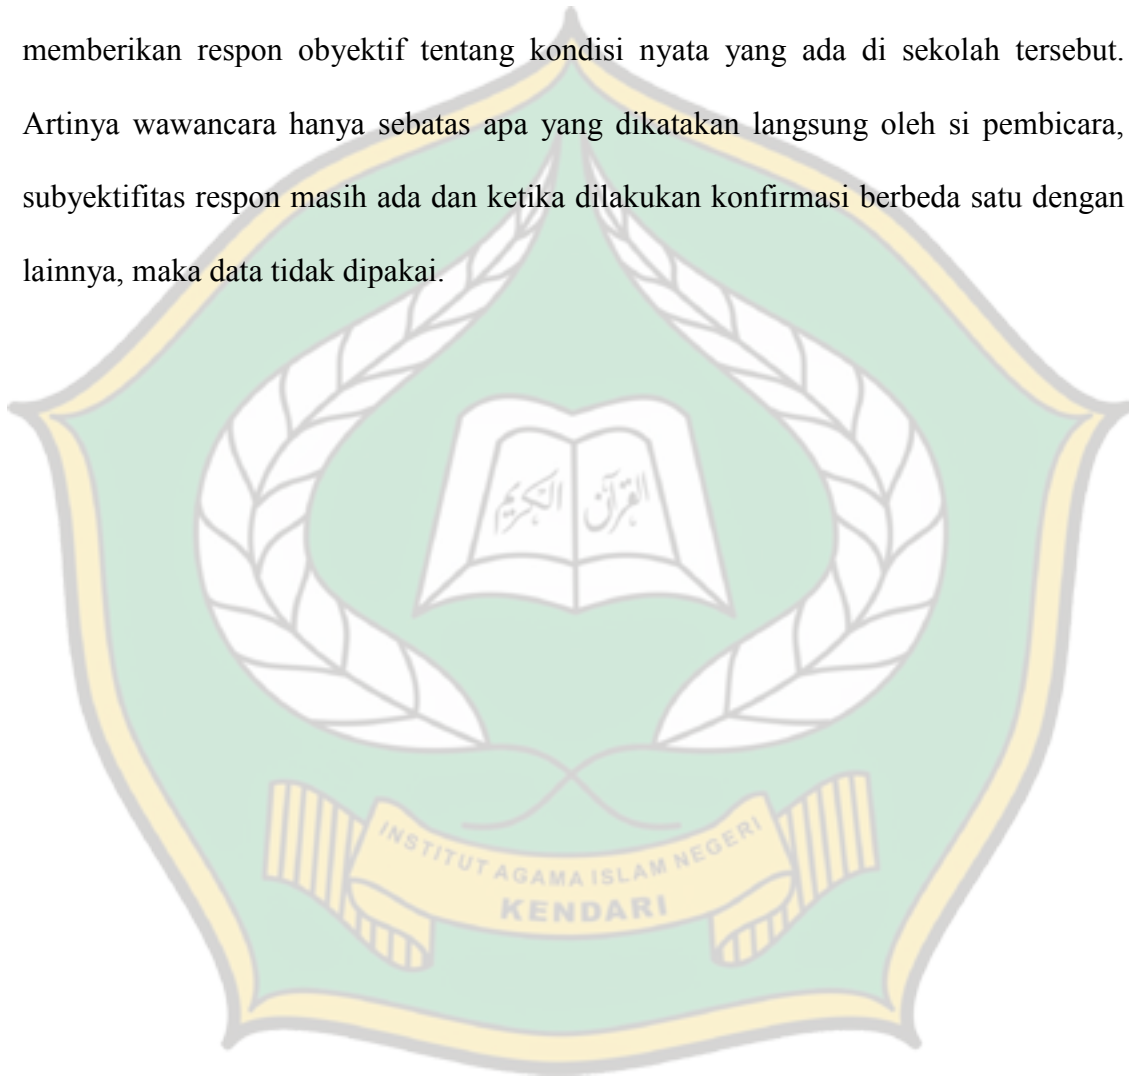 memberikan respon obyektif tentang kondisi nyata yang ada di sekolah tersebut.
Artinya wawancara hanya sebatas apa yang dikatakan langsung oleh si pembicara,
subyektifitas respon masih ada dan ketika dilakukan konfirmasi berbeda satu dengan
lainnya, maka data tidak dipakai.
القرآن الكريم
INSTITUT AGAMA ISLAM NEGERI
KENDARI